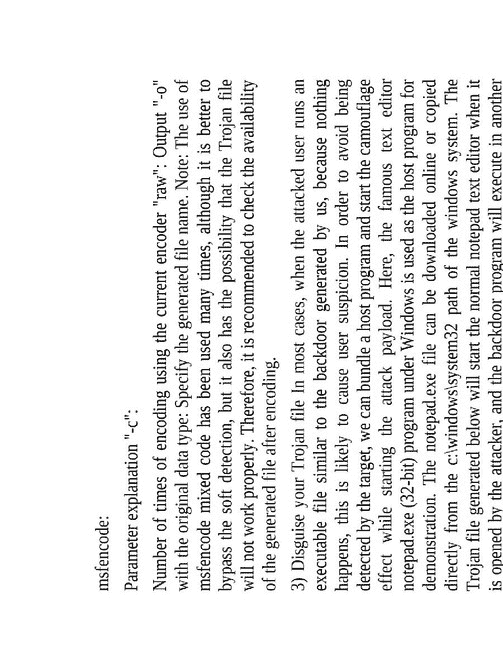 msfencode:
Parameter explanation "-c":
Number of times of encoding using the current encoder "raw": Output "-o"
with the original data type: Specify the generated file name. Note: The use of
msfencode mixed code has been used many times, although it is better to
bypass the soft detection, but it also has the possibility that the Trojan file
will not work properly. Therefore, it is recommended to check the availability
of the generated file after encoding.
3) Disguise your Trojan file In most cases, when the attacked user runs an
executable file similar to the backdoor generated by us, because nothing
happens, this is likely to cause user suspicion. In order to avoid being
detected by the target, we can bundle a host program and start the camouflage
effect while starting the attack payload. Here, the famous text editor
notepad.exe (32-bit) program under Windows is used as the host program for
demonstration. The notepad.exe file can be downloaded online or copied
directly from the c:\windows\system32 path of the windows system. The
Trojan file generated below will start the normal notepad text editor when it
is opened by the attacker, and the backdoor program will execute in another